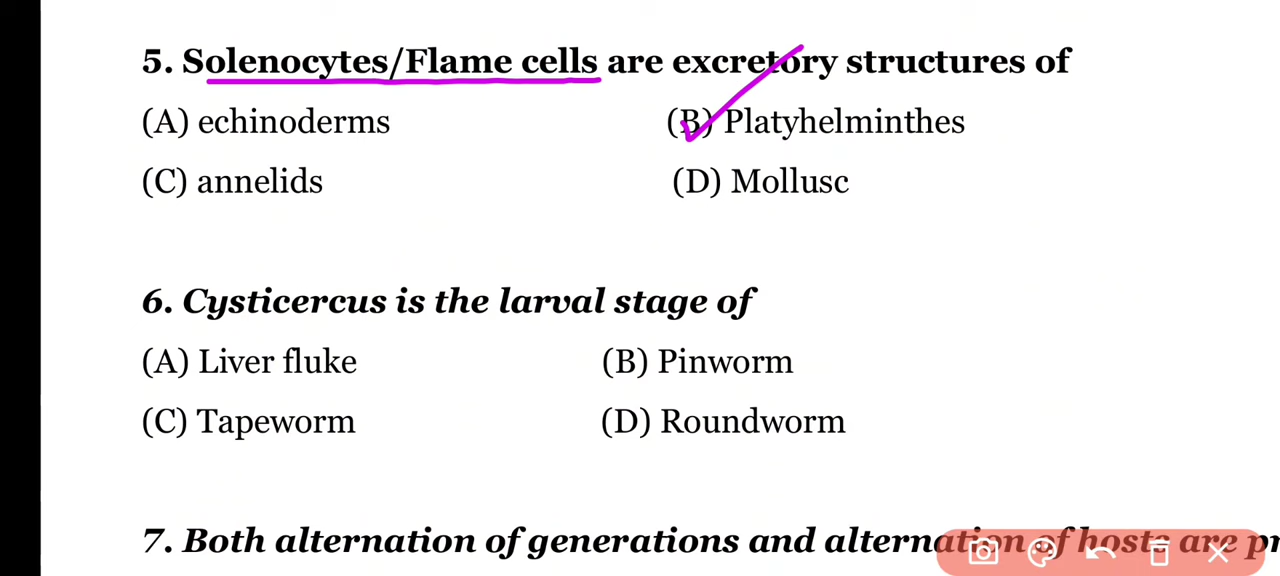 5. Solenocytes/Flame cells are excretory structures of
(A) echinoderms (B) Platyhelminthes
(C) annelids (D) Mollusc
6. Cysticercus is the larval stage of
(A) Liver fluke (B) Pinworm
(C) Tapeworm (D) Roundworm
7. Both alternation of generations and alternation of hosts are